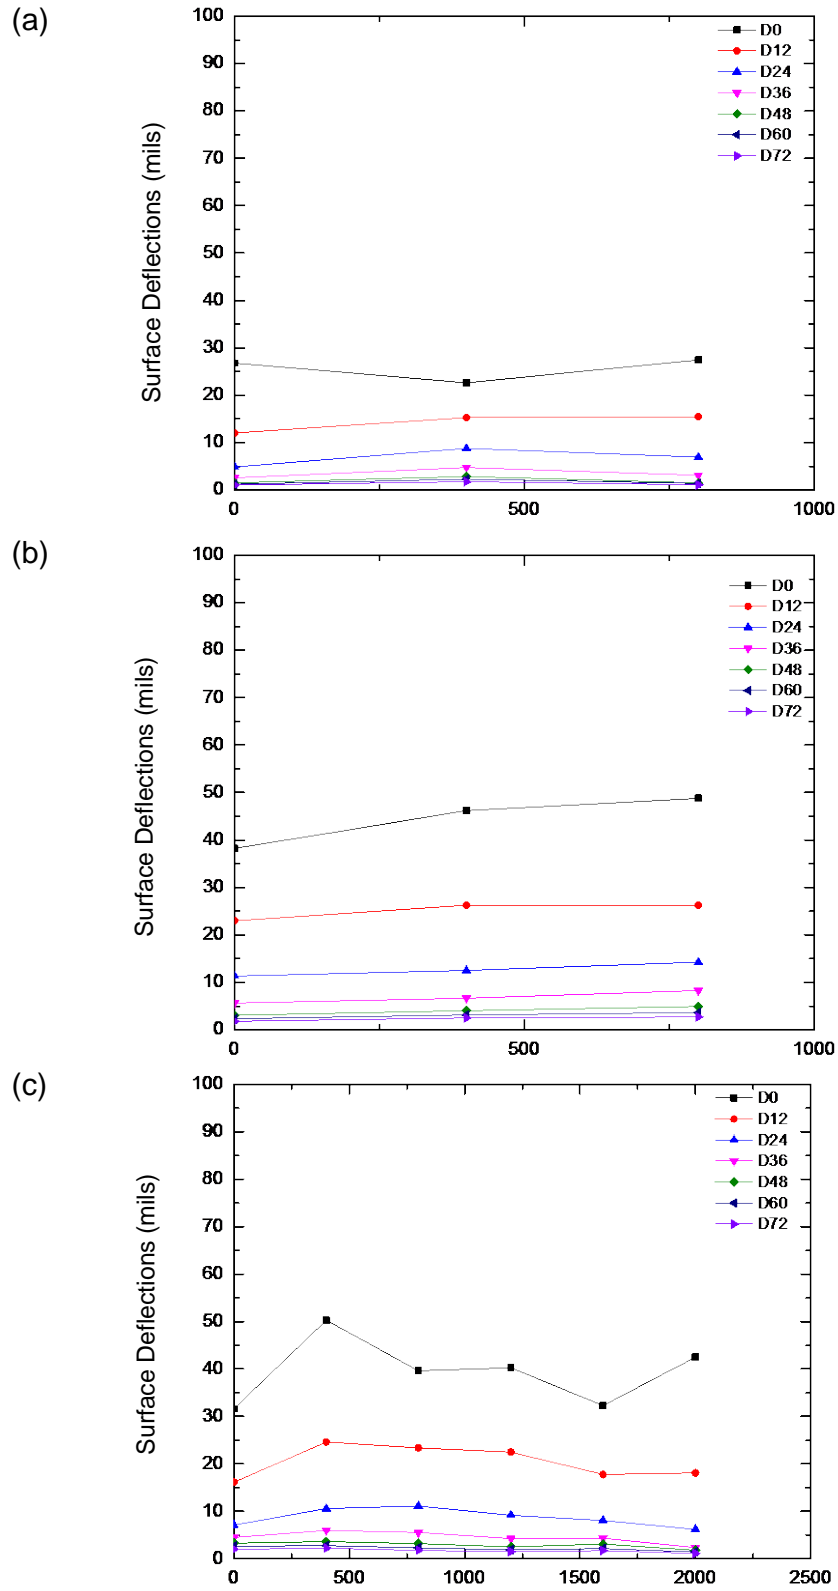 (a)
100
90
80
70
60
50
40
30
20
10
0
Surface Deflections (mils)
D0
D12
D24
D36
D48
D60
D72
0 500 1000
(b)
100
90
80
70
60
50
40
30
20
10
0
Surface Deflections (mils)
D0
D12
D24
D36
D48
D60
D72
0 500 1000
(c)
100
90
80
70
60
50
40
30
20
10
0
Surface Deflections (mils)
D0
D12
D24
D36
D48
D60
D72
0 500 1000 1500 2000 2500